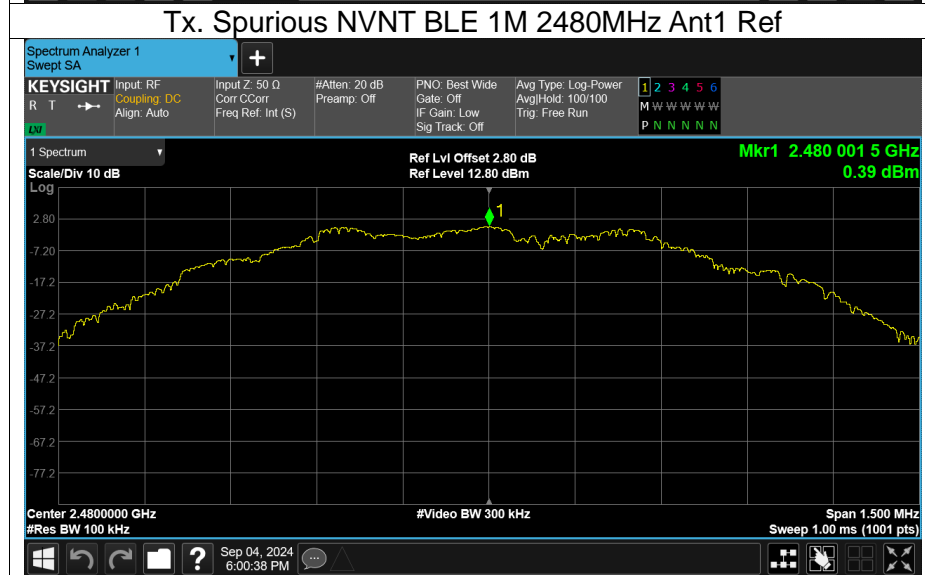 Tx. Spurious NVNT BLE 1M 2480MHz Ant1 Ref
Spectrum Analyzer 1
Swept SA
+
KEYSIGHT
R T
LXI
Input: RF
Coupling: DC
Align: Auto
Input Z: 50 Ω
Corr CCorr
Freq Ref: Int (S)
#Atten: 20 dB
Preamp: Off
PNO: Best Wide
Gate: Off
IF Gain: Low
Sig Track: Off
Avg Type: Log-Power
Avg|Hold: 100/100
Trig: Free Run
1 2 3 4 5 6
M W W W W W
P N N N N N
1 Spectrum
Scale/Div 10 dB
Ref Lvl Offset 2.80 dB
Ref Level 12.80 dBm
Mkr1 2.480 001 5 GHz
0.39 dBm
Log
1
2.80
-7.20
-17.2
-27.2
-37.2
-47.2
-57.2
-67.2
-77.2
Center 2.4800000 GHz
#Video BW 300 kHz
Span 1.500 MHz
#Res BW 100 kHz
Sweep 1.00 ms (1001 pts)
?
Sep 04, 2024
6:00:38 PM